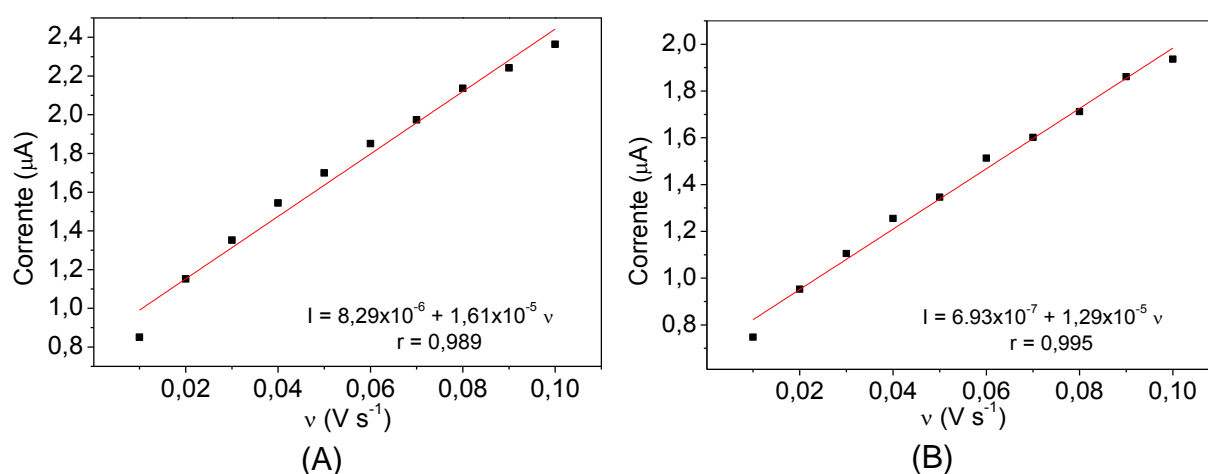 2,4
2,2
2,0
1,8
1,6
1,4
1,2
1,0
0,8
Corrente (µA)
I = 8,29x10⁻⁶ + 1,61x10⁻⁵ ν
r = 0,989
0,02 0,04 0,06 0,08 0,10
ν (V s⁻¹)
(A)
2,0
1,8
1,6
1,4
1,2
1,0
0,8
Corrente (µA)
I = 6.93x10⁻⁷ + 1,29x10⁻⁵ ν
r = 0,995
0,02 0,04 0,06 0,08 0,10
ν (V s⁻¹)
(B)